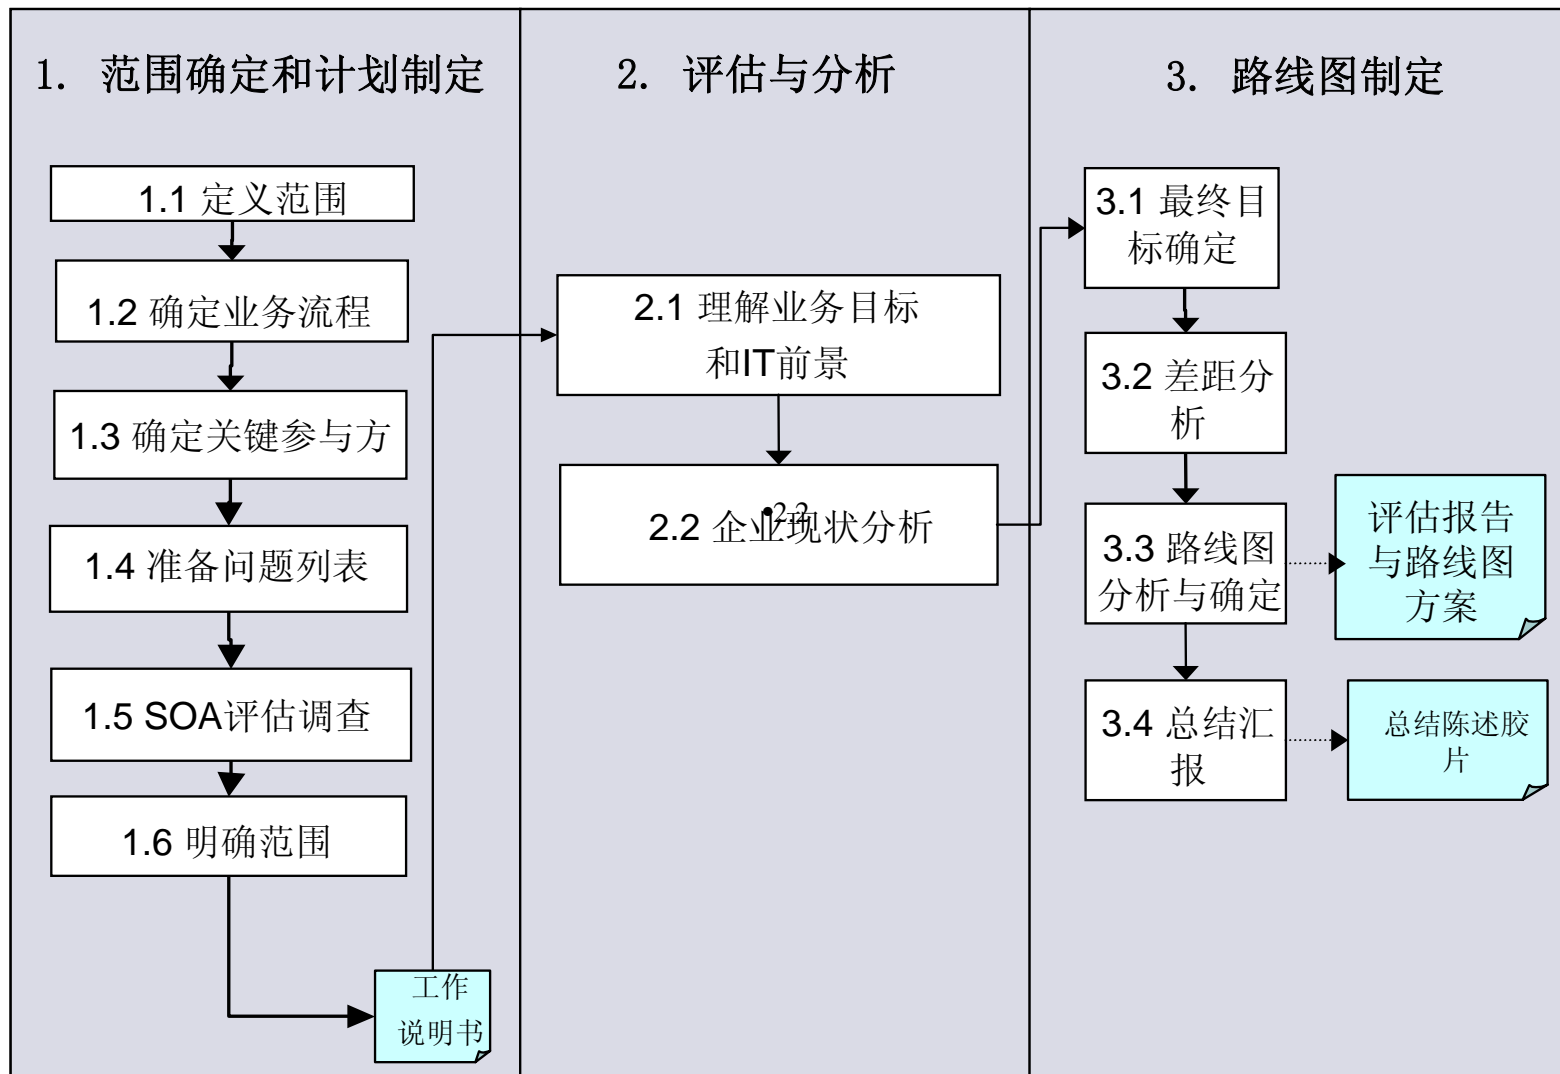 1. 范围确定和计划制定
1.1 定义范围
1.2 确定业务流程
1.3 确定关键参与方
1.4 准备问题列表
1.5 SOA评估调查
1.6 明确范围
工作
说明书
2. 评估与分析
2.1 理解业务目标
和IT前景
•2.2
2.2 企业现状分析
3. 路线图制定
3.1 最终目
标确定
3.2 差距分
析
3.3 路线图
分析与确定
评估报告
与路线图
方案
3.4 总结汇
报
总结陈述胶
片